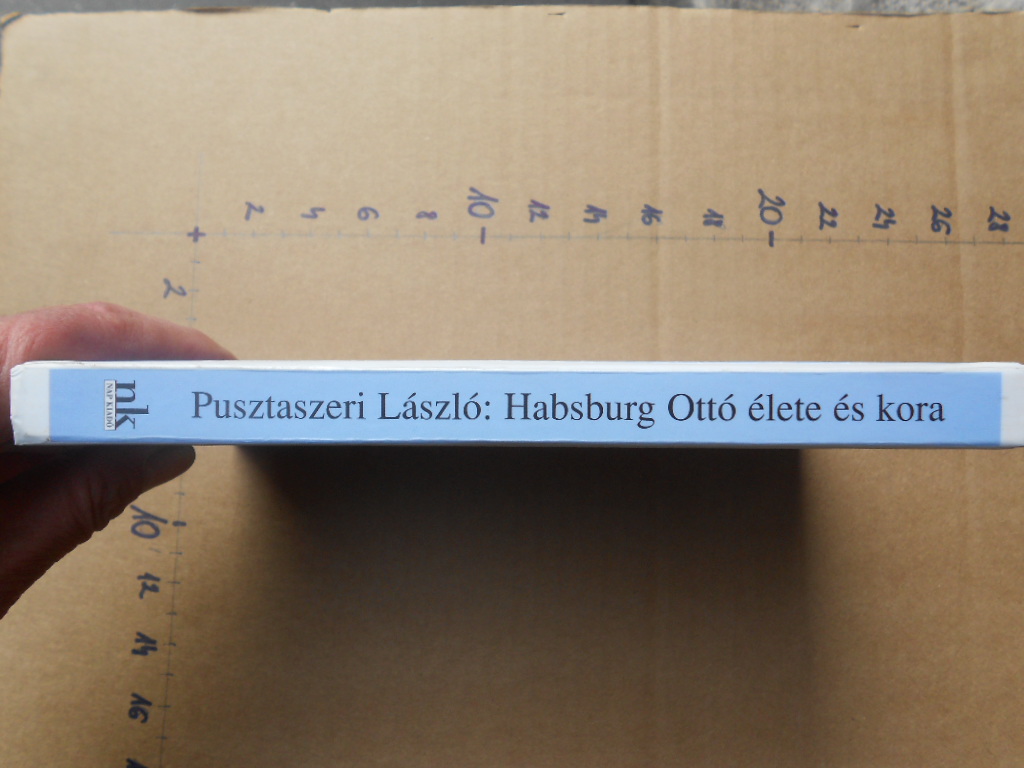 2 4 6 8 10 12 14 16 18 20 22 24 26 28
2
nk
NAP KIADÓ
Pusztaszeri László: Habsburg Ottó élete és kora
10
12
14
16